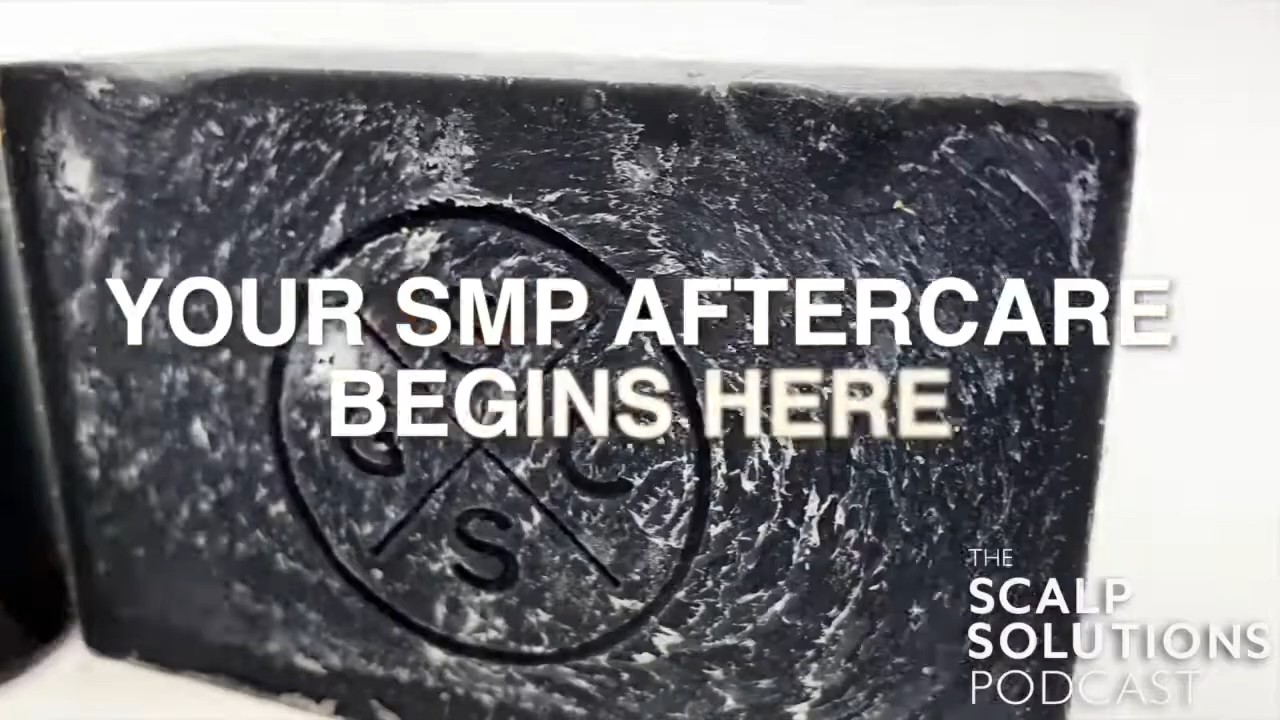 YOUR SMP AFTERCARE
BEGINS HERE
S
THE
SCALP
SOLUTIONS
PODCAST